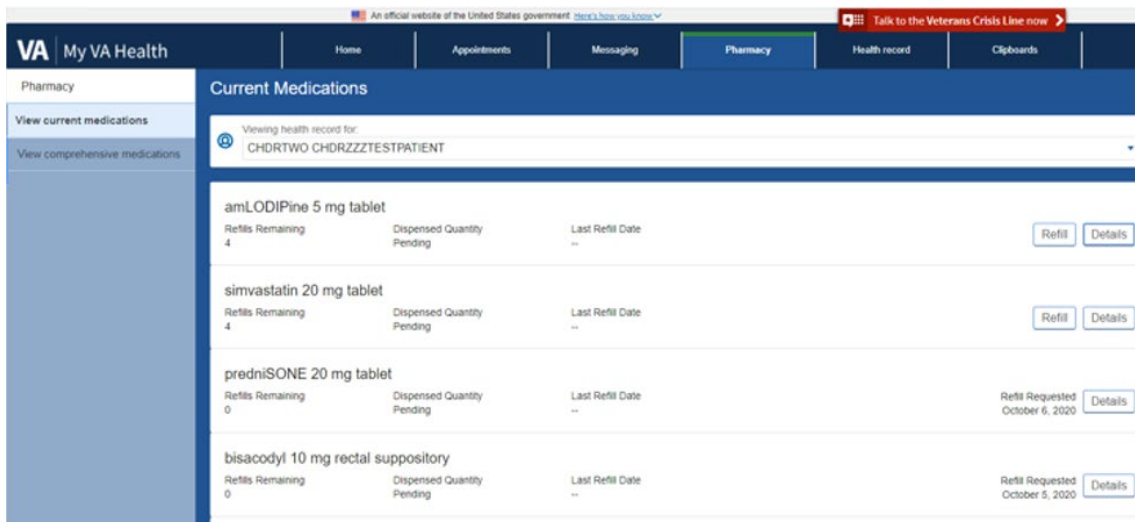 An official website of the United States government Here's how you know
Talk to the Veterans Crisis Line now
VA My VA Health
Home Appointments Messaging Pharmacy Health record Clipboards
Pharmacy
View current medications
View comprehensive medications
Current Medications
Viewing health record for:
CHDRTWO CHDRZZZTESTPATIENT
amLODIPine 5 mg tablet
Refills Remaining Dispensed Quantity Last Refill Date
4 Pending --
Refill Details
simvastatin 20 mg tablet
Refills Remaining Dispensed Quantity Last Refill Date
4 Pending --
Refill Details
predniSONE 20 mg tablet
Refills Remaining Dispensed Quantity Last Refill Date
0 Pending --
Refill Requested
October 6, 2020
Details
bisacodyl 10 mg rectal suppository
Refills Remaining Dispensed Quantity Last Refill Date
0 Pending --
Refill Requested
October 5, 2020
Details